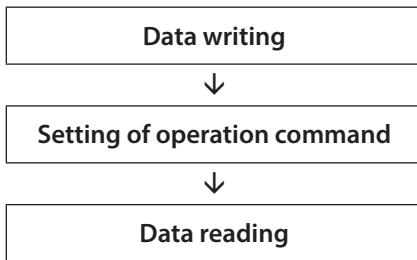 Data writing
↓
Setting of operation command
↓
Data reading